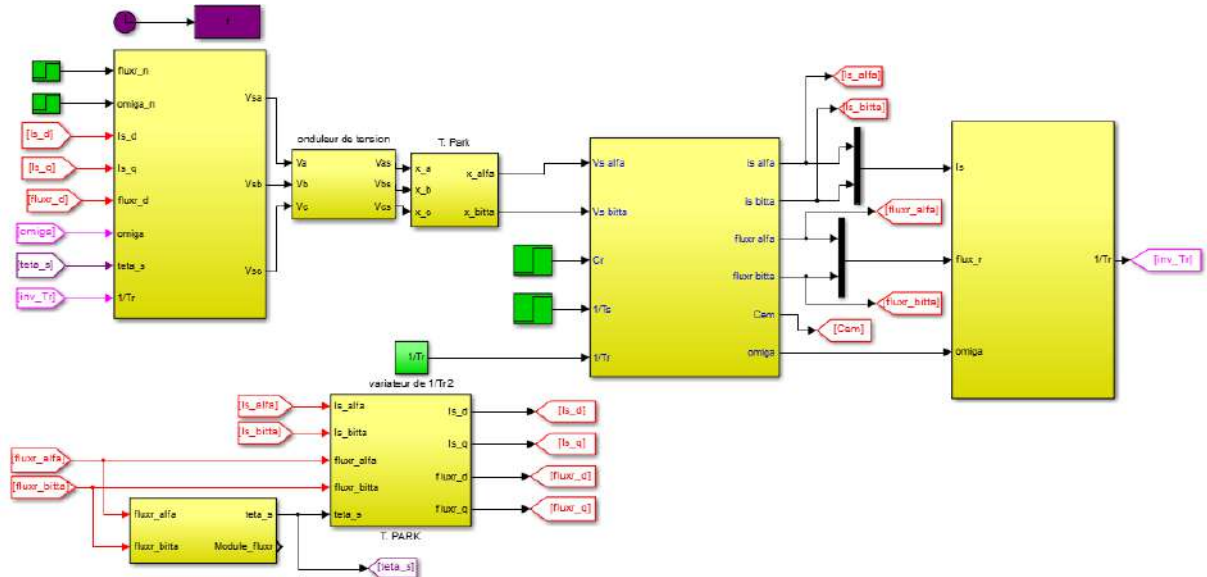 fluxr_n
omiga_n
Is_d
Is_q
fluxr_d
omiga
teta_s
1/Tr
Vsa
Vsb
Vsc
[Is_d]
[Is_q]
[fluxr_d]
[omiga]
[teta_s]
[inv_Tr]
onduleur de tension
Va
Vb
Vc
Vas
Vbs
Vcs
T. Park
x_a
x_b
x_c
x_alfa
x_bitta
Vs alfa
Vs bitta
Cr
1/Ts
1/Tr
is alfa
Is bitta
fluxr alfa
fluxr bitta
Cem
omiga
[Is_alfa]
[Is_bitta]
[fluxr_alfa]
[fluxr_bitta]
[Cem]
Is
flux_r
omiga
1/Tr
[inv_Tr]
1/Tr
variateur de 1/Tr2
[Is_alfa]
[Is_bitta]
[fluxr_alfa]
[fluxr_bitta]
Is_alfa
Is_bitta
fluxr_alfa
fluxr_bitta
teta_s
Is_d
Is_q
fluxr_d
fluxr_q
[Is_d]
[Is_q]
[fluxr_d]
[fluxr_q]
T. PARK
fluxr_alfa
fluxr_bitta
teta_s
Module_fluxr
[teta_s]